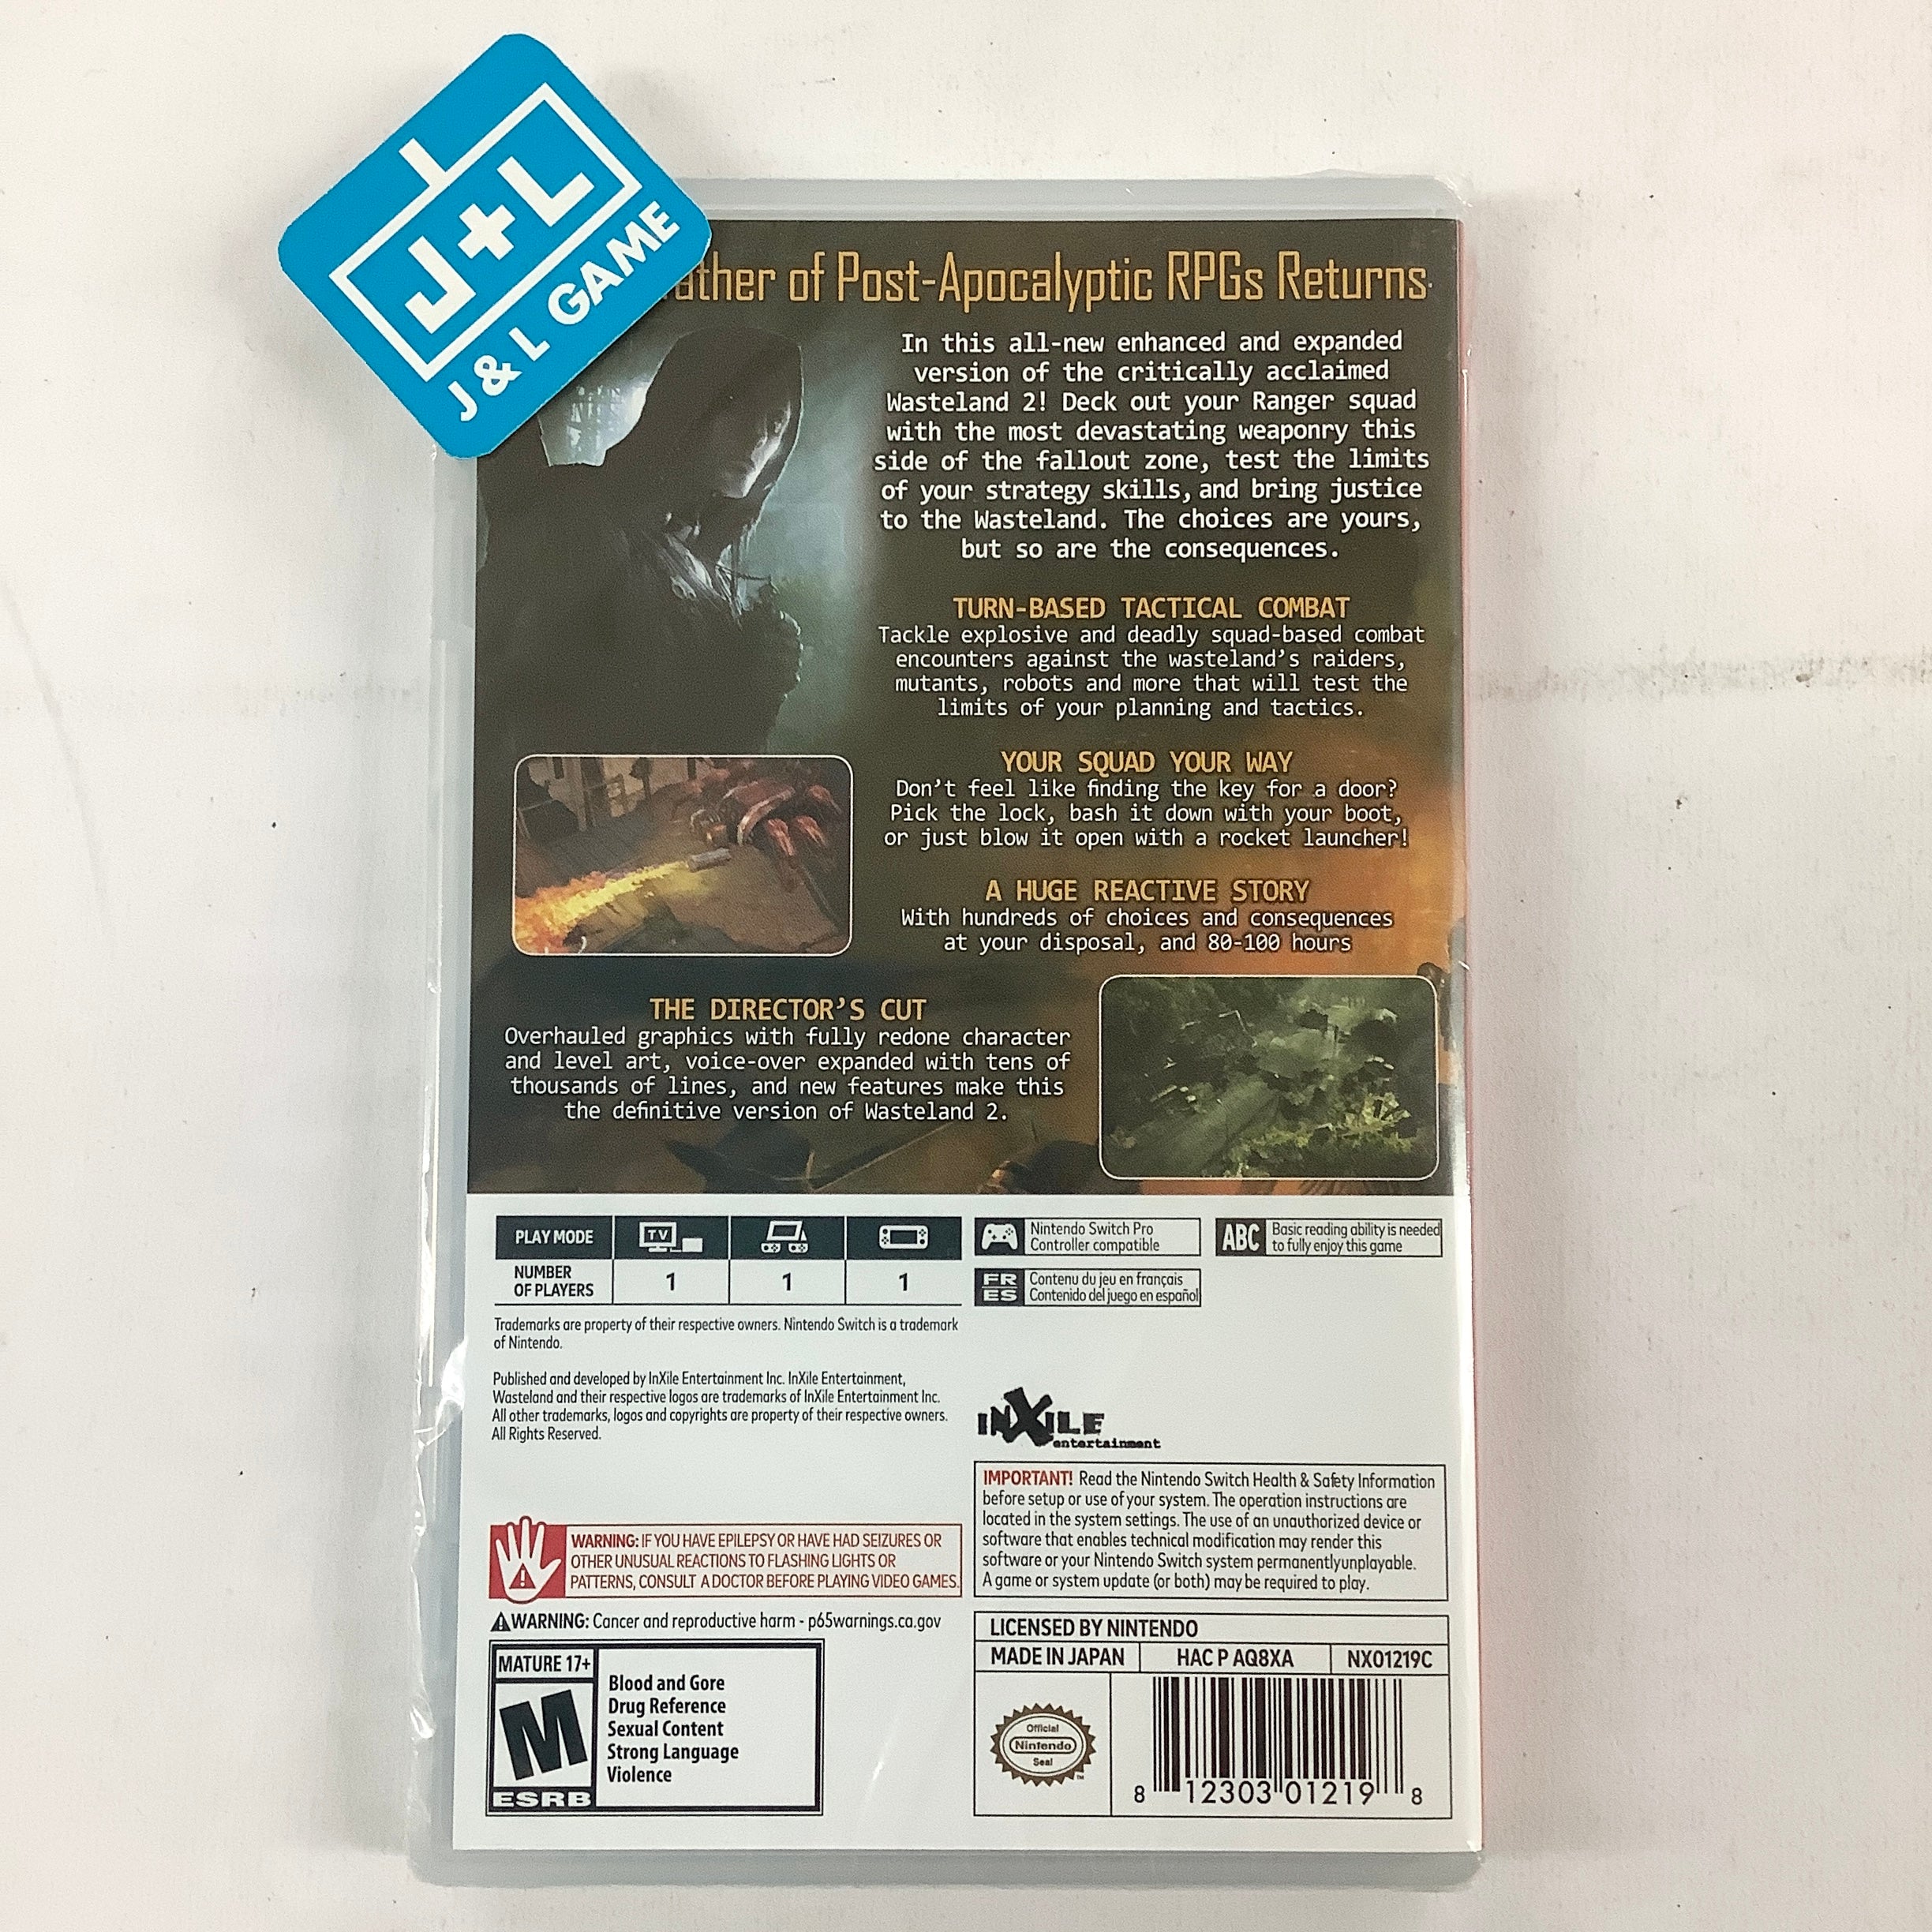 J+L
J & L GAME
of Post-Apocalyptic RPGs Returns
In this all-new enhanced and expanded
version of the critically acclaimed
Wasteland 2! Deck out your Ranger squad
with the most devastating weaponry this
side of the fallout zone, test the limits
of your strategy skills, and bring justice
to the Wasteland. The choices are yours,
but so are the consequences.
TURN-BASED TACTICAL COMBAT
Tackle explosive and deadly squad-based combat
encounters against the wasteland's raiders,
mutants, robots and more that will test the
limits of your planning and tactics.
YOUR SQUAD YOUR WAY
Don't feel like finding the key for a door?
Pick the lock, bash it down with your boot,
or just blow it open with a rocket launcher!
A HUGE REACTIVE STORY
With hundreds of choices and consequences
at your disposal, and 80-100 hours
THE DIRECTOR'S CUT
Overhauled graphics with fully redone character
and level art, voice-over expanded with tens of
thousands of lines, and new features make this
the definitive version of Wasteland 2.
PLAY MODE
TV
NUMBER
OF PLAYERS
1 1 1
Nintendo Switch Pro
Controller compatible
ABC
Basic reading ability is needed
to fully enjoy this game
FR
ES
Contenu du jeu en français
Contenido del juego en español
Trademarks are property of their respective owners. Nintendo Switch is a trademark
of Nintendo.
Published and developed by InXile Entertainment Inc. InXile Entertainment,
Wasteland and their respective logos are trademarks of InXile Entertainment Inc.
All other trademarks, logos and copyrights are property of their respective owners.
All Rights Reserved.
INXILE
entertainment
IMPORTANT! Read the Nintendo Switch Health & Safety Information
before setup or use of your system. The operation instructions are
located in the system settings. The use of an unauthorized device or
software that enables technical modification may render this
software or your Nintendo Switch system permanentlyunplayable.
A game or system update (or both) may be required to play.
WARNING: IF YOU HAVE EPILEPSY OR HAVE HAD SEIZURES OR
OTHER UNUSUAL REACTIONS TO FLASHING LIGHTS OR
PATTERNS, CONSULT A DOCTOR BEFORE PLAYING VIDEO GAMES.
WARNING: Cancer and reproductive harm - p65warnings.ca.gov
MATURE 17+
M
ESRB
Blood and Gore
Drug Reference
Sexual Content
Strong Language
Violence
LICENSED BY NINTENDO
MADE IN JAPAN HAC P AQ8XA NX01219C
Official
Nintendo
Seal
TM
8 12303 01219 8